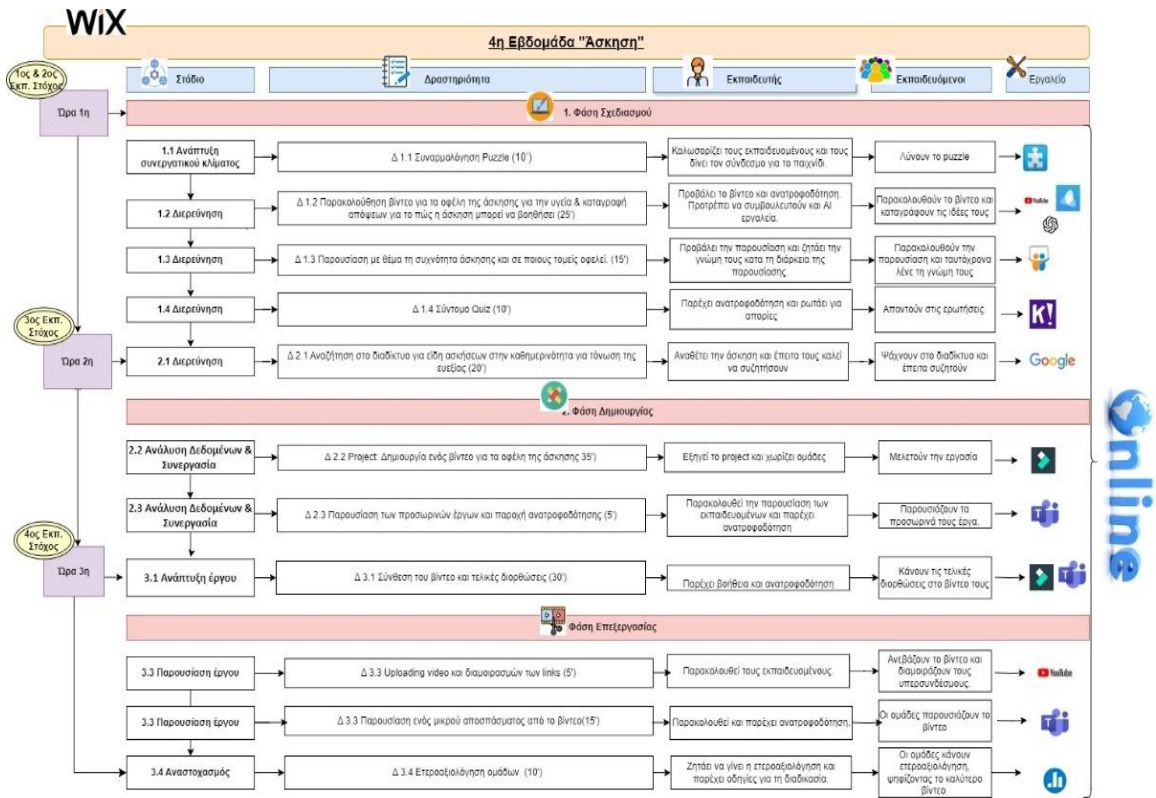 WiX
4η Εβδομάδα "Άσκηση"
1ος & 2ος
Εκπ. Στόχος
Στάδιο
Δραστηριότητα
Εκπαιδευτής
Εκπαιδευόμενοι
Εργαλείο
Ώρα 1η
1. Φάση Σχεδιασμού
1.1 Ανάπτυξη
συνεργατικού κλίματος
Δ 1.1 Συναρμολόγηση Puzzle (10')
Καλωσορίζει τους εκπαιδευομένους και τους
δίνει τον σύνδεσμο για το παιχνίδι.
Λύνουν το puzzle
1.2 Διερεύνηση
Δ 1.2 Παρακολούθηση βίντεο για τα οφέλη της άσκησης για την υγεία & καταγραφή
απόψεων για το πώς η άσκηση μπορεί να βοηθήσει (25')
Προβάλει το βίντεο και ανατροφοδότηση.
Προτρέπει να συμβουλευτούν και AI
εργαλεία.
Παρακολουθούν το βίντεο και
καταγράφουν τις ιδέες τους
YouTube
1.3 Διερεύνηση
Δ 1.3 Παρουσίαση με θέμα τη συχνότητα άσκησης και σε ποιους τομείς οφελεί. (15')
Προβάλει την παρουσίαση και ζητάει την
γνώμη τους κατα τη διάρκεια της
παρουσίασης.
Παρακολουθούν την
παρουσίαση και ταυτόχρονα
λένε τη γνώμη τους
1.4 Διερεύνηση
Δ 1.4 Σύντομο Quiz (10')
Παρέχει ανατροφοδότηση και ρωτάει για
απορίες
Απαντούν στις ερωτήσεις.
K!
3ος Εκπ.
Στόχος
Ώρα 2η
2.1 Διερεύνηση
Δ 2.1 Αναζήτηση στο διαδίκτυο για είδη ασκήσεων στην καθημερινότητα για τόνωση της
ευεξίας (20')
Αναθέτει την άσκηση και έπειτα τους καλεί
να συζητήσουν
Ψάχνουν στο διαδίκτυο και
έπειτα συζητούν
Google
2. Φάση Δημιουργίας
2.2 Ανάλυση Δεδομένων &
Συνεργασία
Δ 2.2 Project: Δημιουργία ενός βίντεο για τα οφέλη της άσκησης 35'
Εξηγεί το project και χωρίζει ομάδες
Μελετούν την εργασία
2.3 Ανάλυση Δεδομένων &
Συνεργασία
Δ 2.3 Παρουσίαση των προσωρινών έργων και παροχή ανατροφοδότησης (5')
Παρακολουθεί την παρουσίαση των
εκπαιδευομένων και παρέχει
ανατροφοδότηση
Παρουσιάζουν τα
προσωρινά τους έργα.
4ος Εκπ.
Στόχος
Ώρα 3η
3.1 Ανάπτυξη έργου
Δ 3.1 Σύνθεση του βίντεο και τελικές διορθώσεις (30')
Παρέχει βοήθεια και ανατροφοδότηση
Κάνουν τις τελικές
διορθώσεις στο βίντεο τους
Φάση Επεξεργασίας
3.3 Παρουσίαση έργου
Δ 3.3 Uploading video και διαμοιρασμών των links (5')
Παρακολουθεί τους εκπαιδευομένους.
Ανεβάζουν το βίντεο και
διαμοιράζουν τους
υπερσυνδέσμους.
YouTube
3.3 Παρουσίαση έργου
Δ 3.3 Παρουσίαση ενός μικρού αποσπάσματος από το βίντεο(15')
Παρακολουθεί και παρέχει ανατροφοδότηση.
Οι ομάδες παρουσιάζουν το
βίντεο
3.4 Αναστοχασμός
Δ 3.4 Ετεροαξιολόγηση ομάδων (10')
Ζητάει να γίνει η ετεροαξιολόγηση και
παρέχει οδηγίες για τη διαδικασία.
Οι ομάδες κάνουν
ετεροαξιολόγηση,
ψηφίζοντας το καλύτερο
βίντεο.
Online